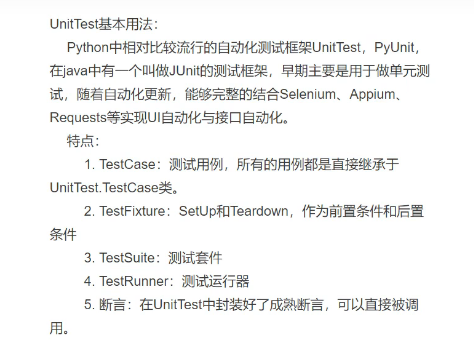 UnitTest基本用法：
Python中相对比较流行的自动化测试框架UnitTest，PyUnit，
在java中有一个叫做JUnit的测试框架，早期主要是用于做单元测
试，随着自动化更新，能够完整的结合Selenium、Appium、
Requests等实现UI自动化与接口自动化。
特点：
1. TestCase：测试用例，所有的用例都是直接继承于
UnitTest.TestCase类。
2. TestFixture：SetUp和Teardown，作为前置条件和后置
条件
3. TestSuite：测试套件
4. TestRunner：测试运行器
5. 断言：在UnitTest中封装好了成熟断言，可以直接被调
用。